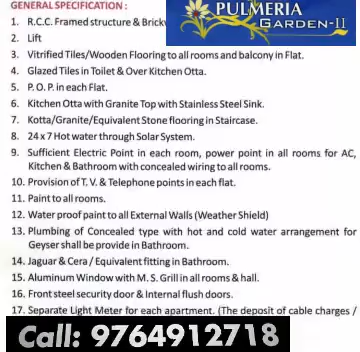 GENERAL SPECIFICATION :
PULMERIA
GARDEN-II
1. R.C.C. Framed structure &
2. Lift
3. Vitrified Tiles/Wooden Flooring to all rooms and balcony in Flat.
4. Glazed Tiles in Toilet & Over Kitchen Otta.
5. P. O. P. in each Flat.
6. Kitchen Otta with Granite Top with Stainless Steel Sink.
7. Kotta/Granite/Equivalent Stone flooring in Staircase.
8. 24 x 7 Hot water through Solar System.
9. Sufficient Electric Point in each room, power point in all rooms for AC,
Kitchen & Bathroom with concealed wiring to all rooms.
10. Provision of T. V. & Telephone points in each flat.
11. Paint to all rooms.
12. Water proof paint to all External Walls (Weather Shield)
13. Plumbing of Concealed type with hot and cold water arrangement for
Geyser shall be provide in Bathroom.
14. Jaguar & Cera / Equivalent fitting in Bathroom.
15. Aluminum Window with M. S. Grill in all rooms & hall.
16. Front steel security door & Internal flush doors.
17. Separate Light Meter for each apartment. (The deposit of cable charges /
Call: 9764912718